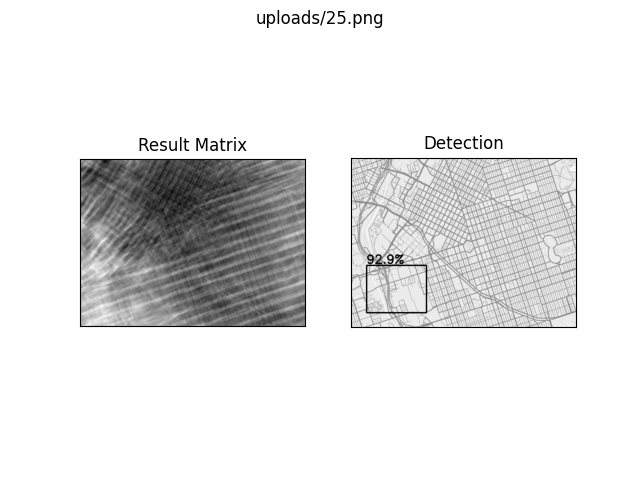 uploads/25.png
Result Matrix
Detection
92.9%